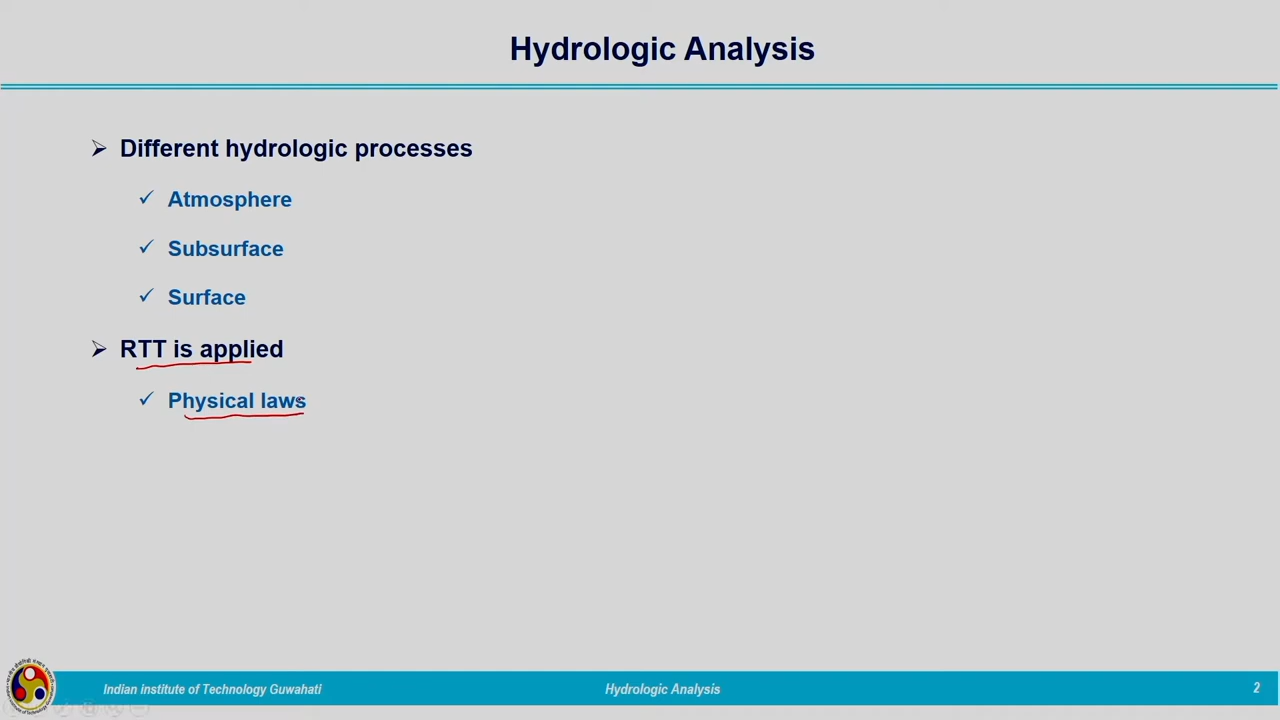 Hydrologic Analysis
Different hydrologic processes
Atmosphere
Subsurface
Surface
RTT is applied
Physical laws
Indian institute of Technology Guwahati
Hydrologic Analysis
2